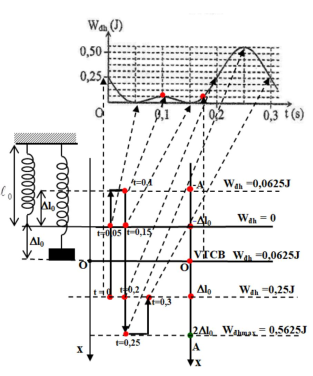 W_đh (J)
0,50
0,25
O 0,1 0,2 0,3 t (s)
ℓ₀ Δl₀ t=0,1 -A W_đh =0,0625J
Δl₀ t=0,05 t=0,15 -Δl₀ W_đh = 0
O VTCB W_đh =0,0625J
O
t = 0 t=0,2 t=0,3 Δl₀ W_đh =0,25J
t=0,25 2Δl₀ W_đhmax = 0,5625J
x A
x